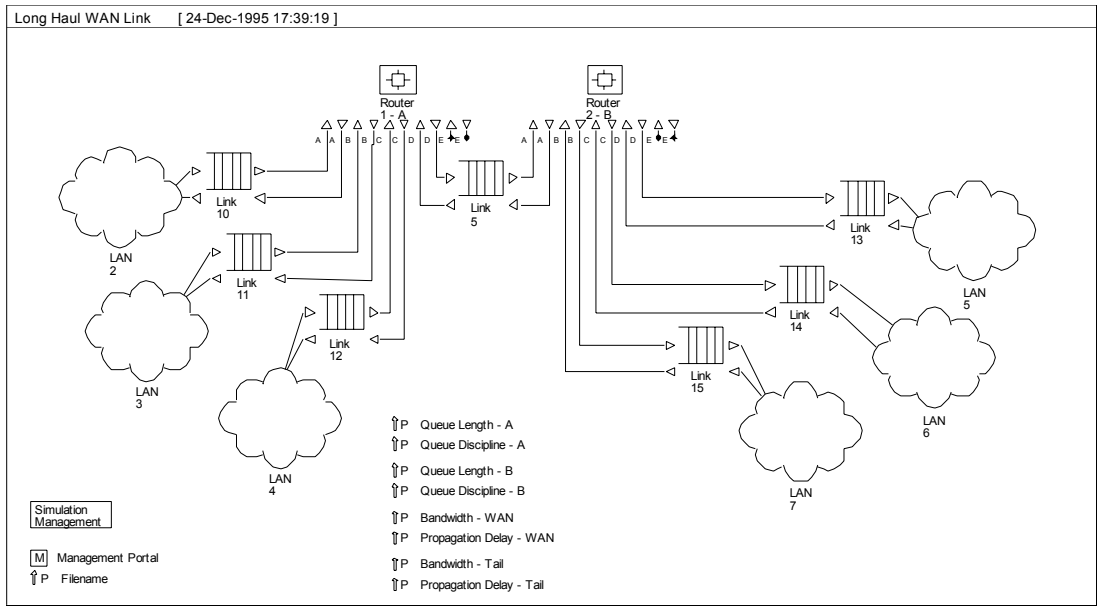 Long Haul WAN Link [ 24-Dec-1995 17:39:19 ]
Router
1 - A
Router
2 - B
A A B B C C D D E E
A A B B C C D D E E
Link
10
LAN
2
Link
11
LAN
3
Link
12
LAN
4
Link
5
Link
13
LAN
5
Link
14
LAN
6
Link
15
LAN
7
⇑P Queue Length - A
⇑P Queue Discipline - A
⇑P Queue Length - B
⇑P Queue Discipline - B
⇑P Bandwidth - WAN
⇑P Propagation Delay - WAN
⇑P Bandwidth - Tail
⇑P Propagation Delay - Tail
Simulation
Management
M Management Portal
⇑P Filename